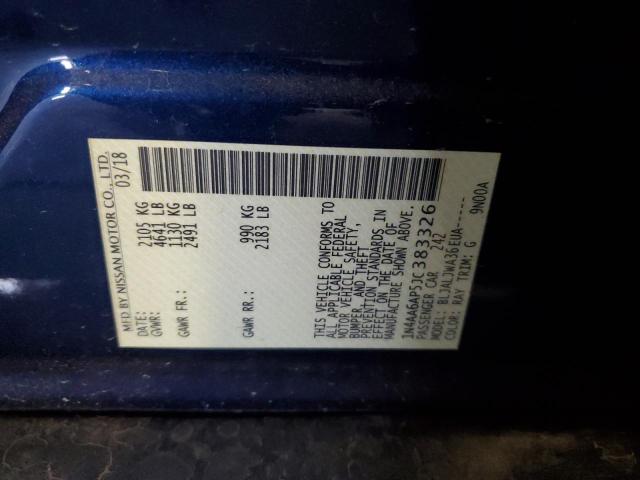 MFD BY NISSAN MOTOR CO., LTD.
DATE: 03/18
GVWR: 2105 KG
4641 LB
GAWR FR.: 1130 KG
2491 LB
GAWR RR.: 990 KG
2183 LB
THIS VEHICLE CONFORMS TO
ALL APPLICABLE FEDERAL
MOTOR VEHICLE SAFETY,
BUMPER, AND THEFT
PREVENTION STANDARDS IN
EFFECT ON THE DATE OF
MANUFACTURE SHOWN ABOVE.
1N4AA6AP5JC383326
PASSENGER CAR 242
MODEL: BLJALJWA36EUA-----
COLOR: RAY TRIM: G 9N00A